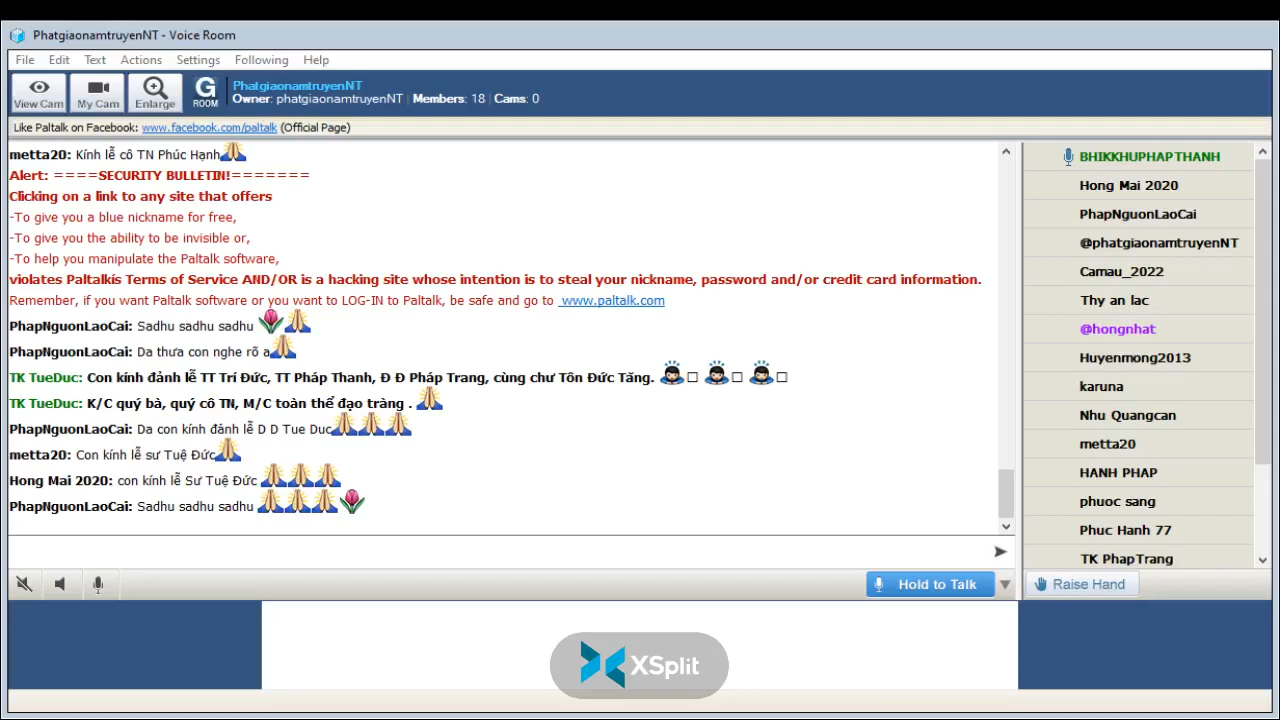 PhatgiaonamtruyenNT - Voice Room
File Edit Text Actions Settings Following Help
View Cam
My Cam
Enlarge
G ROOM
PhatgiaonamtruyenNT
Owner: phatgiaonamtruyenNT | Members: 18 | Cams: 0
Like Paltalk on Facebook: www.facebook.com/paltalk (Official Page)
metta20: Kính lễ cô TN Phúc Hạnh
Alert: ====SECURITY BULLETIN!=======
Clicking on a link to any site that offers
-To give you a blue nickname for free,
-To give you the ability to be invisible or,
-To help you manipulate the Paltalk software,
violates Paltalkís Terms of Service AND/OR is a hacking site whose intention is to steal your nickname, password and/or credit card information.
Remember, if you want Paltalk software or you want to LOG-IN to Paltalk, be safe and go to www.paltalk.com
PhapNguonLaoCai: Sadhu sadhu sadhu
PhapNguonLaoCai: Da thưa con nghe rõ a
TK TueDuc: Con kính đảnh lễ TT Trí Đức, TT Pháp Thanh, Đ Đ Pháp Trang, cùng chư Tôn Đức Tăng.
TK TueDuc: K/C quý bà, quý cô TN, M/C toàn thể đạo tràng .
PhapNguonLaoCai: Da con kính đảnh lễ D D Tue Duc
metta20: Con kính lễ sư Tuệ Đức
Hong Mai 2020: con kính lễ Sư Tuệ Đức
PhapNguonLaoCai: Sadhu sadhu sadhu
BHIKKHUPHAPTHANH
Hong Mai 2020
PhapNguonLaoCai
@phatgiaonamtruyenNT
Camau_2022
Thy an lac
@hongnhat
Huyenmong2013
karuna
Nhu Quangcan
metta20
HANH PHAP
phuoc sang
Phuc Hanh 77
TK PhapTrang
Hold to Talk
Raise Hand
XSplit